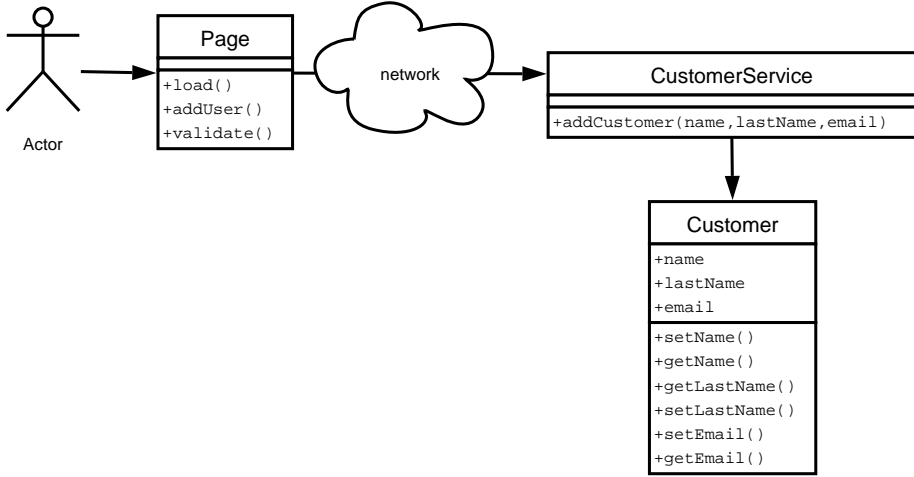 Actor
Page
+load()
+addUser()
+validate()
network
CustomerService
+addCustomer(name,lastName,email)
Customer
+name
+lastName
+email
+setName()
+getName()
+getLastName()
+setLastName()
+setEmail()
+getEmail()